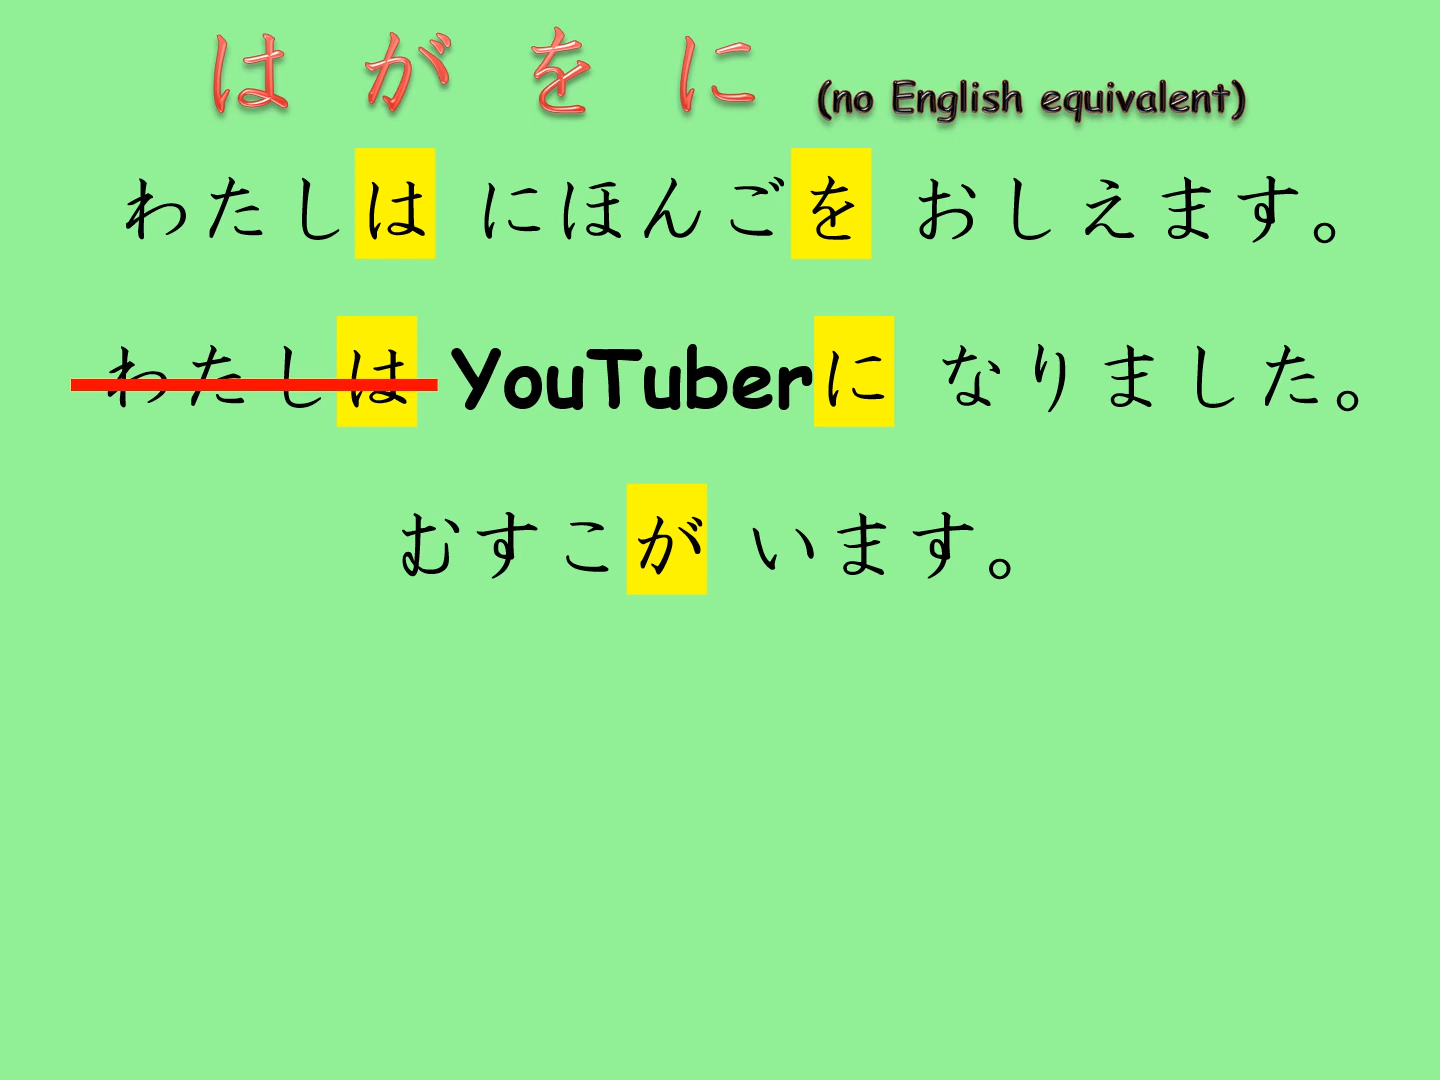 は が を に (no English equivalent)
わたしは にほんごを おしえます。
わたしは YouTuberに なりました。
むすこが います。